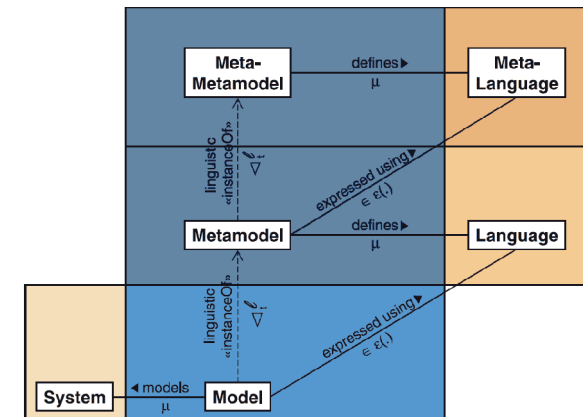 Meta-
Metamodel
defines ▶
μ
Meta-
Language
linguistic
«instanceOf»
expressed using ▶
∈ ε(.)
Metamodel
defines ▶
μ
Language
linguistic
«instanceOf»
expressed using ▶
∈ ε(.)
System
◀ models
μ
Model